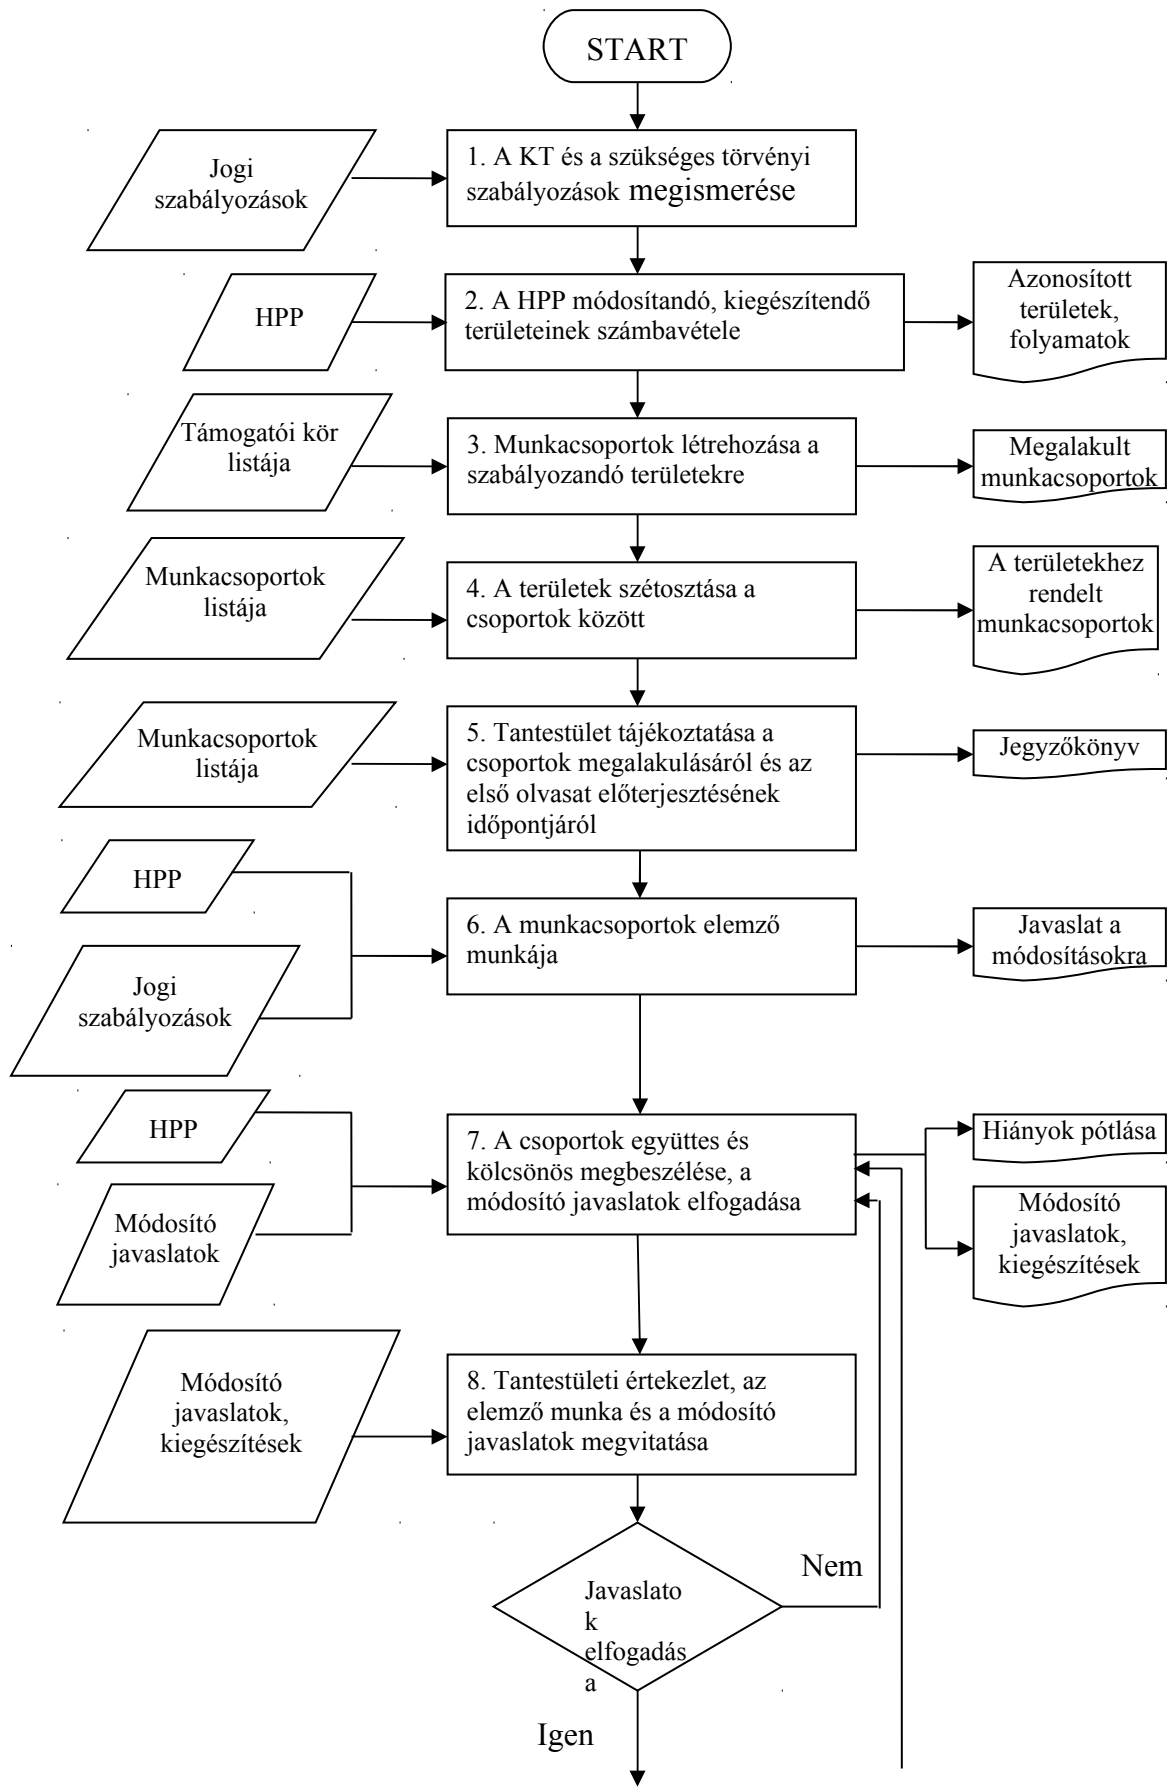 START
Jogi
szabályozások
1. A KT és a szükséges törvényi
szabályozások megismerése
HPP
2. A HPP módosítandó, kiegészítendő
területeinek számbavétele
Azonosított
területek,
folyamatok
Támogatói kör
listája
3. Munkacsoportok létrehozása a
szabályozandó területekre
Megalakult
munkacsoportok
Munkacsoportok
listája
4. A területek szétosztása a
csoportok között
A területekhez
rendelt
munkacsoportok
Munkacsoportok
listája
5. Tantestület tájékoztatása a
csoportok megalakulásáról és az
első olvasat előterjesztésének
időpontjáról
Jegyzőkönyv
HPP
Jogi
szabályozások
6. A munkacsoportok elemző
munkája
Javaslat a
módosításokra
HPP
Módosító
javaslatok
7. A csoportok együttes és
kölcsönös megbeszélése, a
módosító javaslatok elfogadása
Hiányok pótlása
Módosító
javaslatok,
kiegészítések
Módosító
javaslatok,
kiegészítések
8. Tantestületi értekezlet, az
elemző munka és a módosító
javaslatok megvitatása
Javaslato
k
elfogadás
a
Nem
Igen